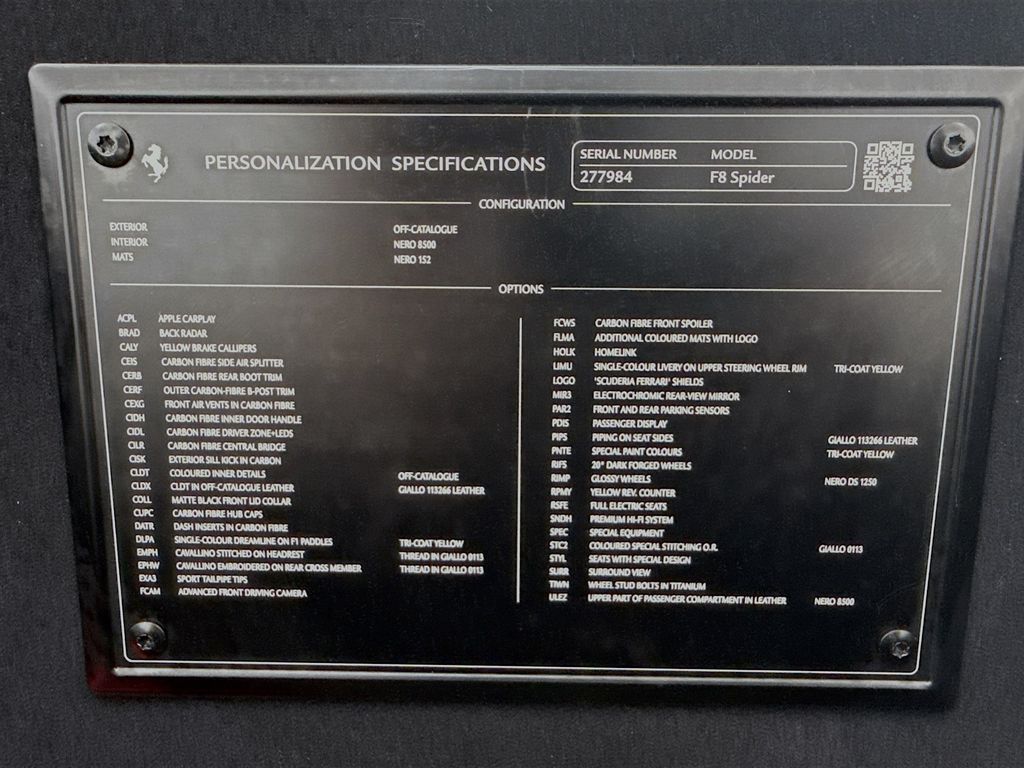 PERSONALIZATION SPECIFICATIONS
SERIAL NUMBER MODEL
277984 F8 Spider
CONFIGURATION
EXTERIOR OFF-CATALOGUE
INTERIOR NERO 8500
MATS NERO 152
OPTIONS
ACPL APPLE CARPLAY
BRAD BACK RADAR
CALY YELLOW BRAKE CALLIPERS
CEIS CARBON FIBRE SIDE AIR SPLITTER
CERB CARBON FIBRE REAR BOOT TRIM
CERF OUTER CARBON-FIBRE B-POST TRIM
CEXG FRONT AIR VENTS IN CARBON FIBRE
CIDH CARBON FIBRE INNER DOOR HANDLE
CIDL CARBON FIBRE DRIVER ZONE+LEDS
CILR CARBON FIBRE CENTRAL BRIDGE
CISK EXTERIOR SILL KICK IN CARBON
CLDT COLOURED INNER DETAILS OFF-CATALOGUE
CLDX CLDT IN OFF-CATALOGUE LEATHER GIALLO 113266 LEATHER
COLL MATTE BLACK FRONT LID COLLAR
CUPC CARBON FIBRE HUB CAPS
DATR DASH INSERTS IN CARBON FIBRE
DLPA SINGLE-COLOUR DREAMLINE ON F1 PADDLES TRI-COAT YELLOW
EMPH CAVALLINO STITCHED ON HEADREST THREAD IN GIALLO 0113
EPHW CAVALLINO EMBROIDERED ON REAR CROSS MEMBER THREAD IN GIALLO 0113
EXA3 SPORT TAILPIPE TIPS
FCAM ADVANCED FRONT DRIVING CAMERA
FCWS CARBON FIBRE FRONT SPOILER
FLMA ADDITIONAL COLOURED MATS WITH LOGO
HOLK HOMELINK
LIMU SINGLE-COLOUR LIVERY ON UPPER STEERING WHEEL RIM TRI-COAT YELLOW
LOGO 'SCUDERIA FERRARI' SHIELDS
MIR3 ELECTROCHROMIC REAR-VIEW MIRROR
PAR2 FRONT AND REAR PARKING SENSORS
PDIS PASSENGER DISPLAY
PIPS PIPING ON SEAT SIDES GIALLO 113266 LEATHER
PNTE SPECIAL PAINT COLOURS TRI-COAT YELLOW
RIFS 20" DARK FORGED WHEELS
RIMP GLOSSY WHEELS NERO DS 1250
RPMY YELLOW REV. COUNTER
RSFE FULL ELECTRIC SEATS
SNDH PREMIUM HI-FI SYSTEM
SPEC SPECIAL EQUIPMENT
STC2 COLOURED SPECIAL STITCHING O.R. GIALLO 0113
STYL SEATS WITH SPECIAL DESIGN
SURR SURROUND VIEW
TIWN WHEEL STUD BOLTS IN TITANIUM
ULEZ UPPER PART OF PASSENGER COMPARTMENT IN LEATHER NERO 8500